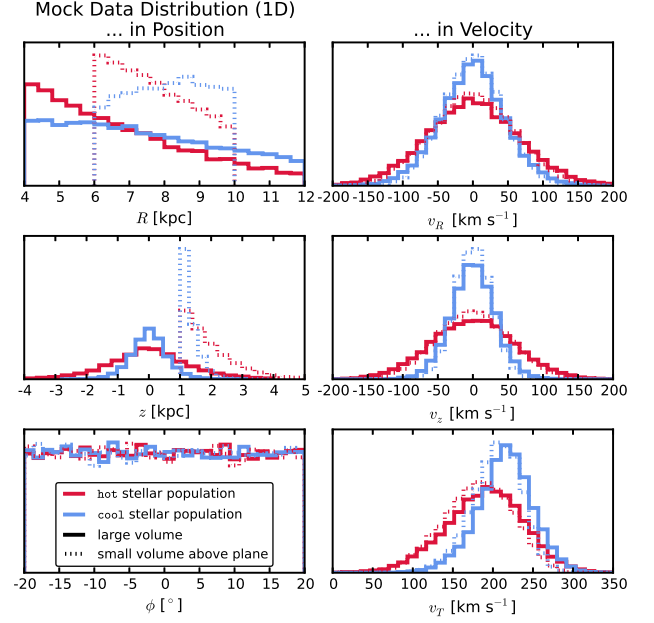 Mock Data Distribution (1D)
... in Position
... in Velocity
4 5 6 7 8 9 10 11 12
R [kpc]
-200 -150 -100 -50 0 50 100 150 200
v_R [km s⁻¹]
-4 -3 -2 -1 0 1 2 3 4 5
z [kpc]
-200 -150 -100 -50 0 50 100 150 200
v_z [km s⁻¹]
hot stellar population
cool stellar population
large volume
small volume above plane
-20 -15 -10 -5 0 5 10 15 20
ϕ [°]
0 50 100 150 200 250 300 350
v_T [km s⁻¹]